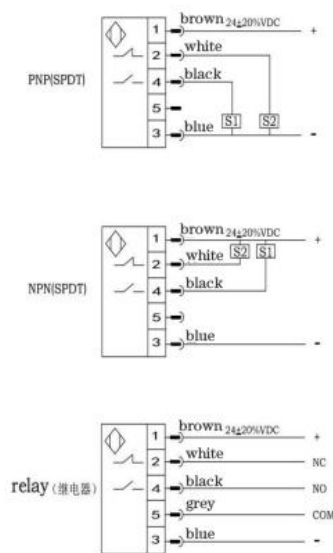 1 brown 24±20%VDC +
2 white
PNP(SPDT) 4 black
5 S1 S2
3 blue -
1 brown 24±20%VDC +
2 white S2 S1
NPN(SPDT) 4 black
5
3 blue -
1 brown 24±20%VDC +
2 white NC
relay(继电器) 4 black NO
5 grey COM
3 blue -